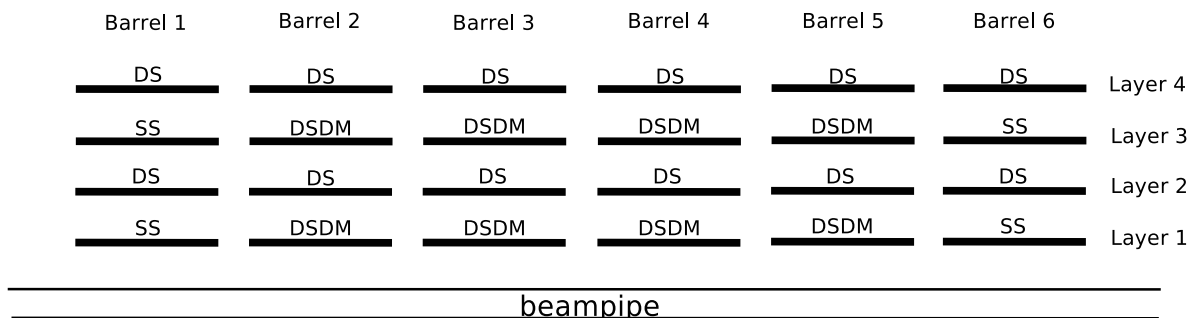 Barrel 1 Barrel 2 Barrel 3 Barrel 4 Barrel 5 Barrel 6
DS DS DS DS DS DS Layer 4
SS DSDM DSDM DSDM DSDM SS Layer 3
DS DS DS DS DS DS Layer 2
SS DSDM DSDM DSDM DSDM SS Layer 1
beampipe